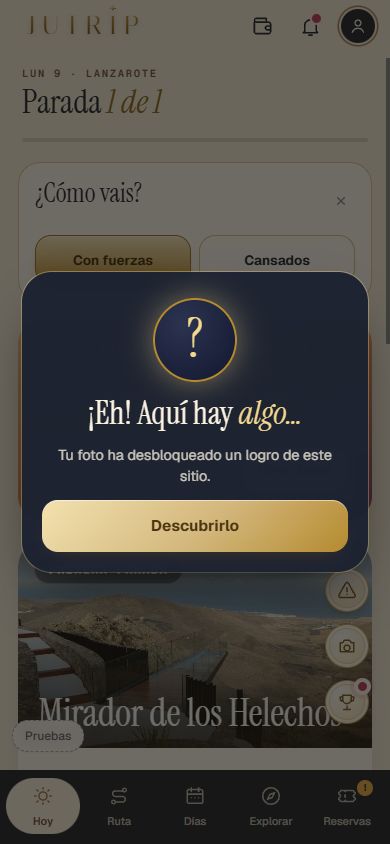 JUTRIP
LUN 9 · LANZAROTE
Parada 1 de 1
¿Cómo vais?
×
Con fuerzas
Cansados
?
¡Eh! Aquí hay algo...
Tu foto ha desbloqueado un logro de este
sitio.
Descubrirlo
Mirador de los Helechos
Pruebas
!
Hoy
Ruta
Días
Explorar
Reservas